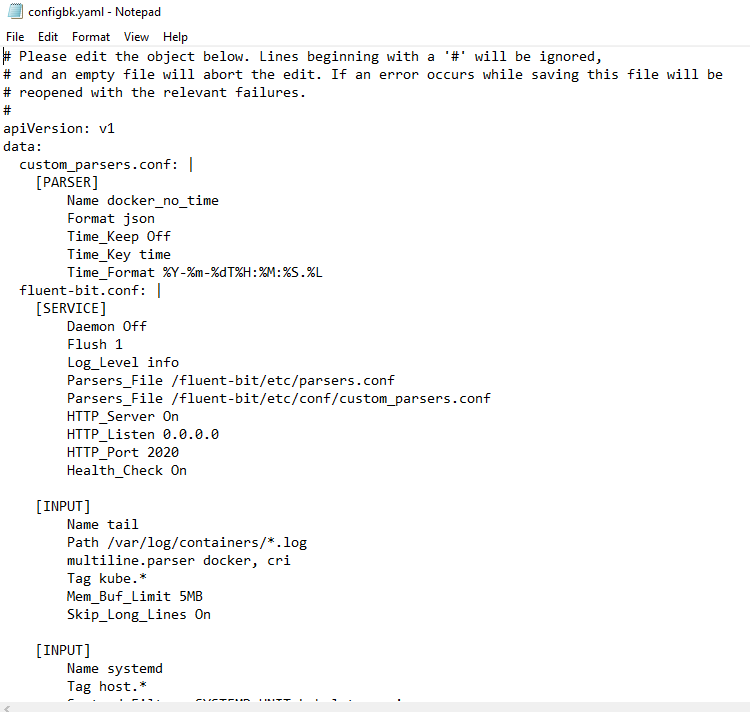 configbk.yaml - Notepad
File Edit Format View Help
# Please edit the object below. Lines beginning with a '#' will be ignored,
# and an empty file will abort the edit. If an error occurs while saving this file will be
# reopened with the relevant failures.
#
apiVersion: v1
data:
  custom_parsers.conf: |
    [PARSER]
        Name docker_no_time
        Format json
        Time_Keep Off
        Time_Key time
        Time_Format %Y-%m-%dT%H:%M:%S.%L
  fluent-bit.conf: |
    [SERVICE]
        Daemon Off
        Flush 1
        Log_Level info
        Parsers_File /fluent-bit/etc/parsers.conf
        Parsers_File /fluent-bit/etc/conf/custom_parsers.conf
        HTTP_Server On
        HTTP_Listen 0.0.0.0
        HTTP_Port 2020
        Health_Check On

    [INPUT]
        Name tail
        Path /var/log/containers/*.log
        multiline.parser docker, cri
        Tag kube.*
        Mem_Buf_Limit 5MB
        Skip_Long_Lines On

    [INPUT]
        Name systemd
        Tag host.*